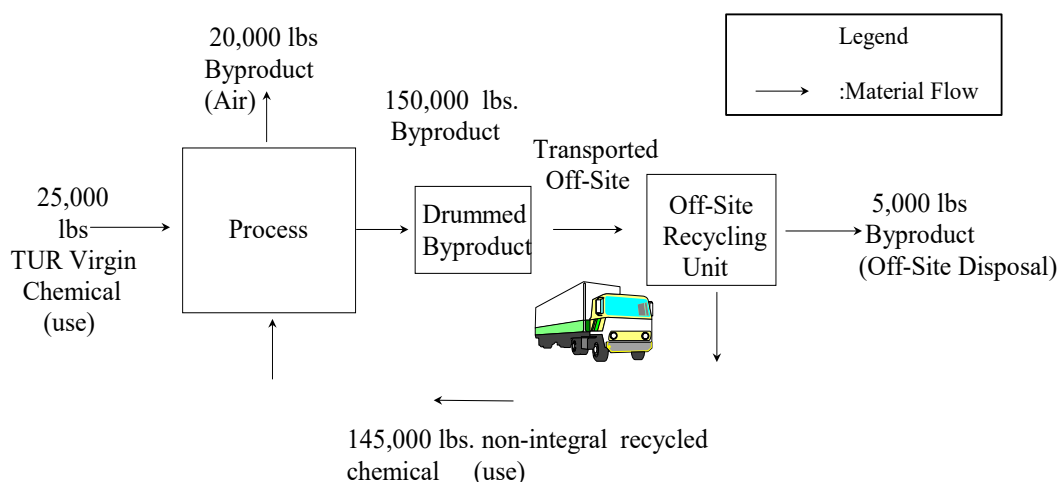 20,000 lbs
Byproduct
(Air)
Legend
:Material Flow
150,000 lbs.
Byproduct
Transported
Off-Site
25,000
lbs
TUR Virgin
Chemical
(use)
Process
Drummed
Byproduct
Off-Site
Recycling
Unit
5,000 lbs
Byproduct
(Off-Site Disposal)
145,000 lbs. non-integral recycled
chemical (use)